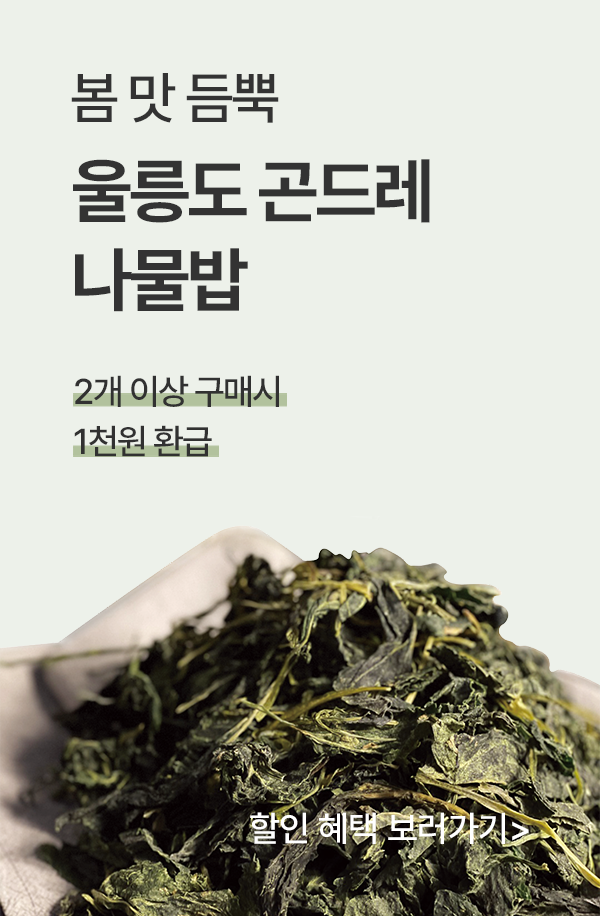 봄 맛 듬뿍
울릉도 곤드레
나물밥
2개 이상 구매시
1천원 환급
할인 혜택 보러가기>